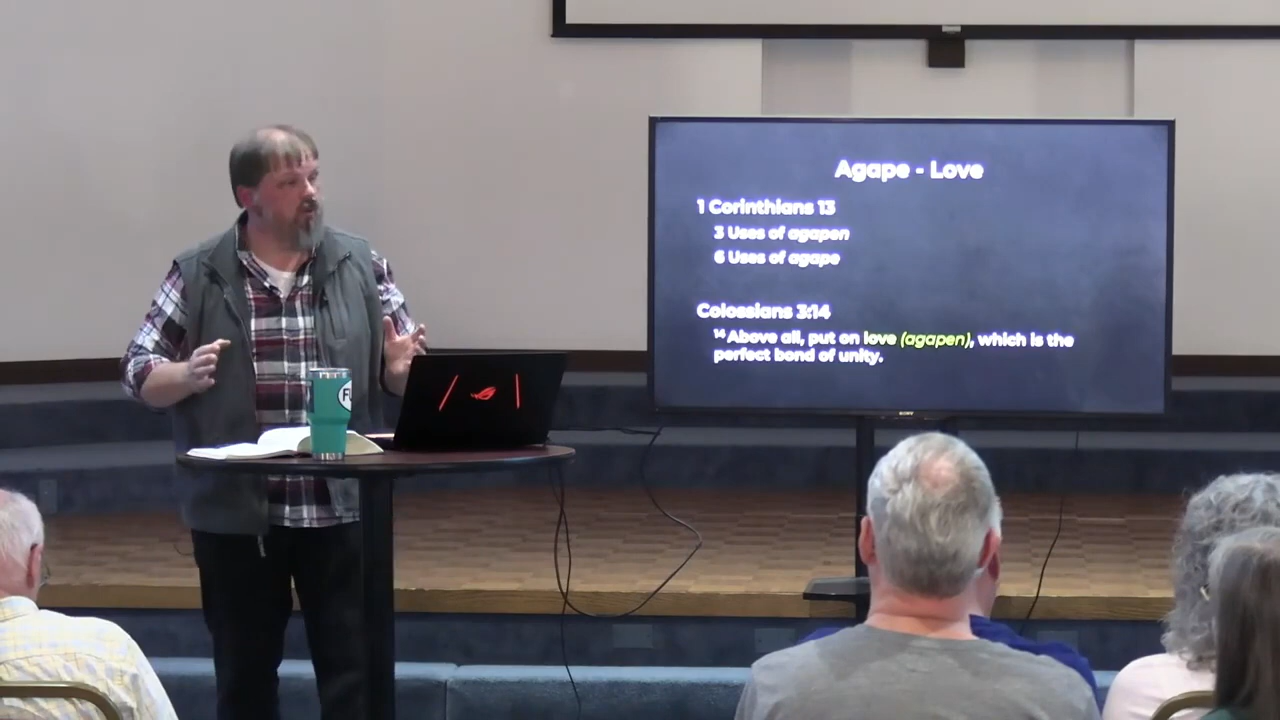 Agape - Love
1 Corinthians 13
3 Uses of agapen
6 Uses of agape
Colossians 3:14
14 Above all, put on love (agapen), which is the
perfect bond of unity.
SONY